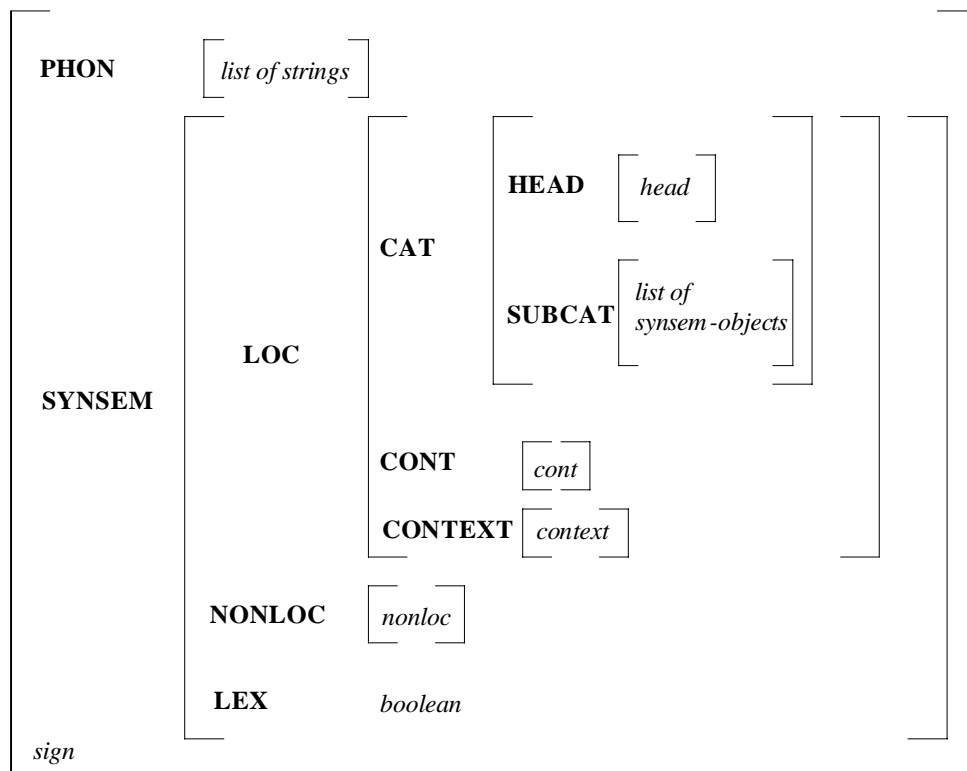 PHON list of strings
HEAD head
CAT
SUBCAT list of
synsem-objects
LOC
SYNSEM
CONT cont
CONTEXT context
NONLOC nonloc
LEX boolean
sign